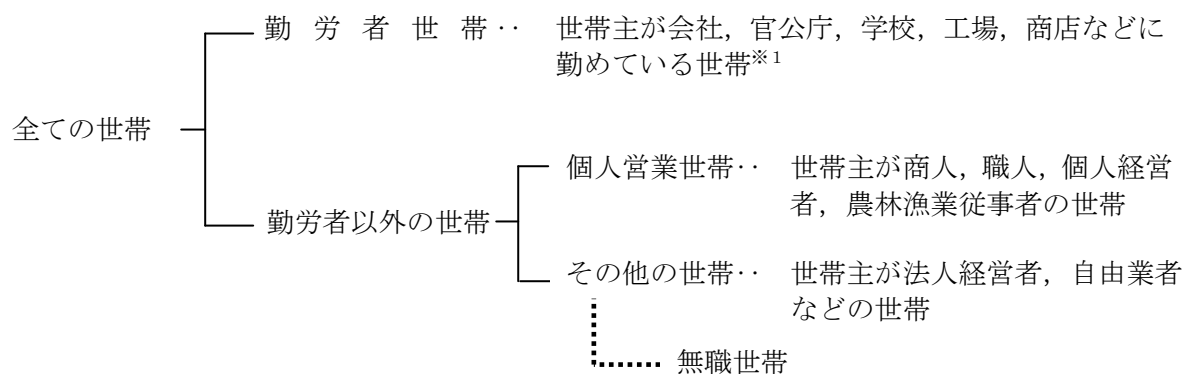 勤労者世帯‥ 世帯主が会社，官公庁，学校，工場，商店などに
勤めている世帯※1
全ての世帯
個人営業世帯‥ 世帯主が商人，職人，個人経営
者，農林漁業従事者の世帯
勤労者以外の世帯
その他の世帯‥ 世帯主が法人経営者，自由業者
などの世帯
無職世帯